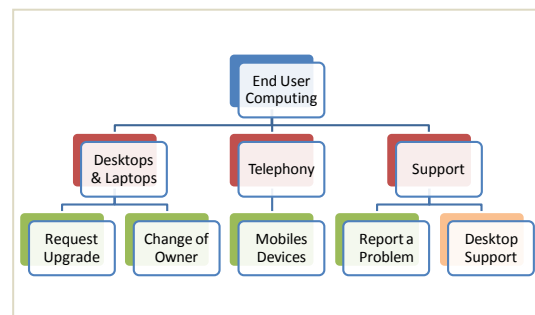 End User
Computing
Desktops
& Laptops
Telephony
Support
Request
Upgrade
Change of
Owner
Mobiles
Devices
Report a
Problem
Desktop
Support